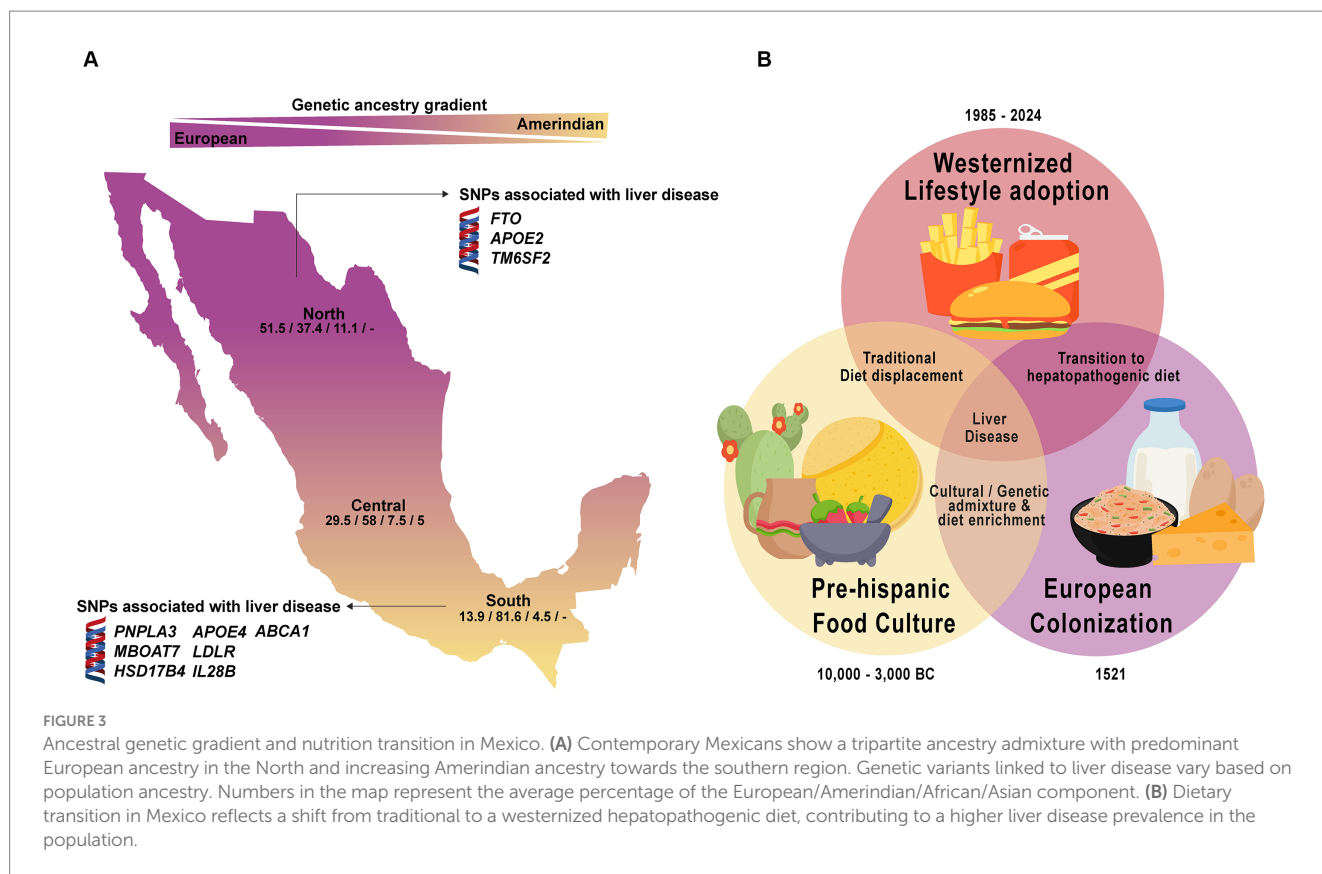 A
Genetic ancestry gradient
European
Amerindian
SNPs associated with liver disease
FTO
APOE2
TM6SF2
North
51.5 / 37.4 / 11.1 / -
Central
29.5 / 58 / 7.5 / 5
South
13.9 / 81.6 / 4.5 / -
SNPs associated with liver disease
PNPLA3 APOE4 ABCA1
MBOAT7 LDLR
HSD17B4 IL28B
B
1985 - 2024
Westernized
Lifestyle adoption
Traditional
Diet displacement
Transition to
hepatopathogenic diet
Liver
Disease
Cultural / Genetic
admixture &
diet enrichment
Pre-hispanic
Food Culture
European
Colonization
10,000 - 3,000 BC
1521
FIGURE 3
Ancestral genetic gradient and nutrition transition in Mexico. (A) Contemporary Mexicans show a tripartite ancestry admixture with predominant
European ancestry in the North and increasing Amerindian ancestry towards the southern region. Genetic variants linked to liver disease vary based on
population ancestry. Numbers in the map represent the average percentage of the European/Amerindian/African/Asian component. (B) Dietary
transition in Mexico reflects a shift from traditional to a westernized hepatopathogenic diet, contributing to a higher liver disease prevalence in the
population.